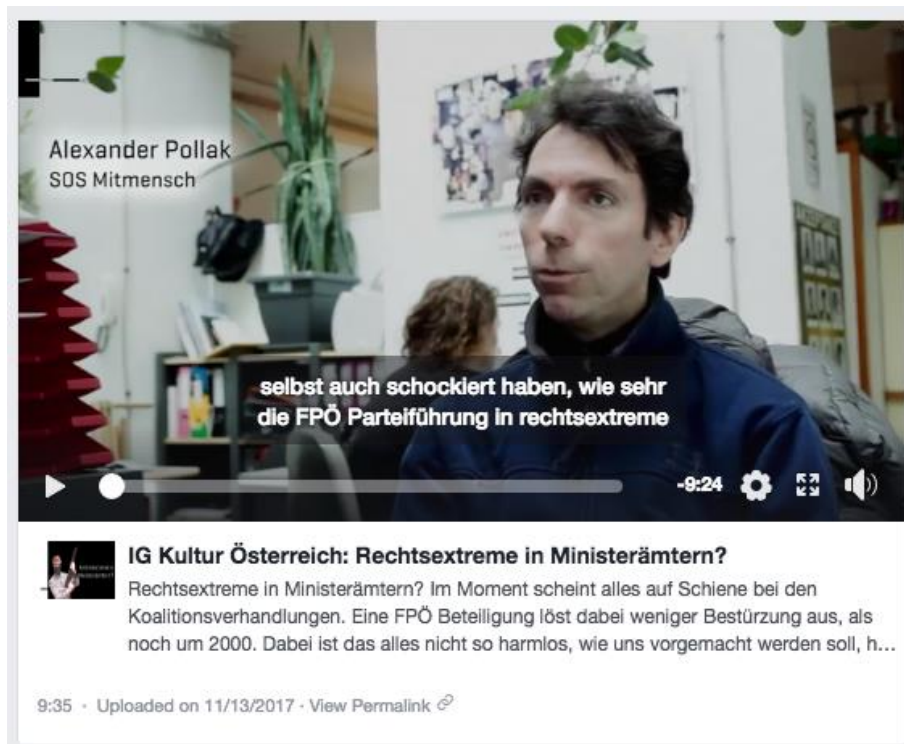 Alexander Pollak
SOS Mitmensch
selbst auch schockiert haben, wie sehr
die FPÖ Parteiführung in rechtsextreme
-9:24
IG Kultur Österreich: Rechtsextreme in Ministerämtern?
Rechtsextreme in Ministerämtern? Im Moment scheint alles auf Schiene bei den
Koalitionsverhandlungen. Eine FPÖ Beteiligung löst dabei weniger Bestürzung aus, als
noch um 2000. Dabei ist das alles nicht so harmlos, wie uns vorgemacht werden soll, h...
9:35 · Uploaded on 11/13/2017 · View Permalink